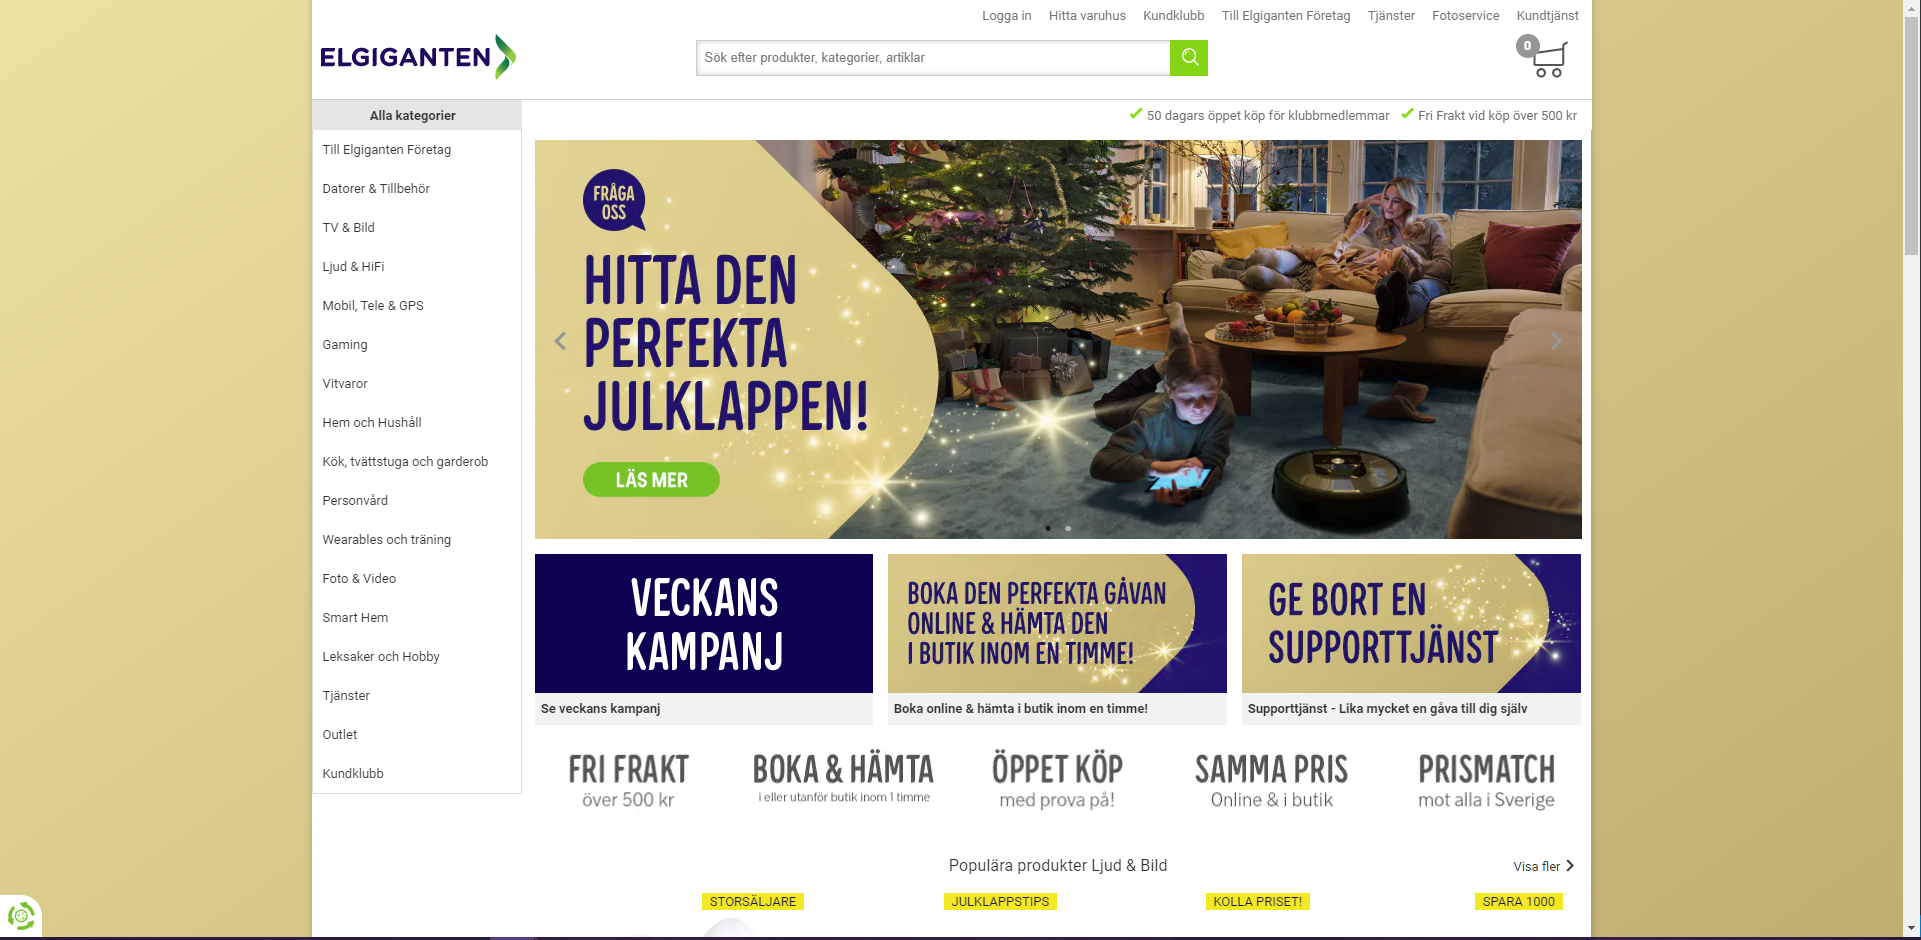 Logga in Hitta varuhus Kundklubb Till Elgiganten Företag Tjänster Fotoservice Kundtjänst
ELGIGANTEN
Sök efter produkter, kategorier, artiklar
0
Alla kategorier
50 dagars öppet köp för klubbmedlemmar Fri Frakt vid köp över 500 kr
Till Elgiganten Företag
Datorer & Tillbehör
TV & Bild
Ljud & HiFi
Mobil, Tele & GPS
Gaming
Vitvaror
Hem och Hushåll
Kök, tvättstuga och garderob
Personvård
Wearables och träning
Foto & Video
Smart Hem
Leksaker och Hobby
Tjänster
Outlet
Kundklubb
FRÅGA
OSS
HITTA DEN
PERFEKTA
JULKLAPPEN!
LÄS MER
VECKANS
KAMPANJ
Se veckans kampanj
BOKA DEN PERFEKTA GÅVAN
ONLINE & HÄMTA DEN
I BUTIK INOM EN TIMME!
Boka online & hämta i butik inom en timme!
GE BORT EN
SUPPORTTJÄNST
Supporttjänst - Lika mycket en gåva till dig själv
FRI FRAKT
över 500 kr
BOKA & HÄMTA
i eller utanför butik inom 1 timme
ÖPPET KÖP
med prova på!
SAMMA PRIS
Online & i butik
PRISMATCH
mot alla i Sverige
Populära produkter Ljud & Bild
Visa fler
STORSÄLJARE
JULKLAPPSTIPS
KOLLA PRISET!
SPARA 1000